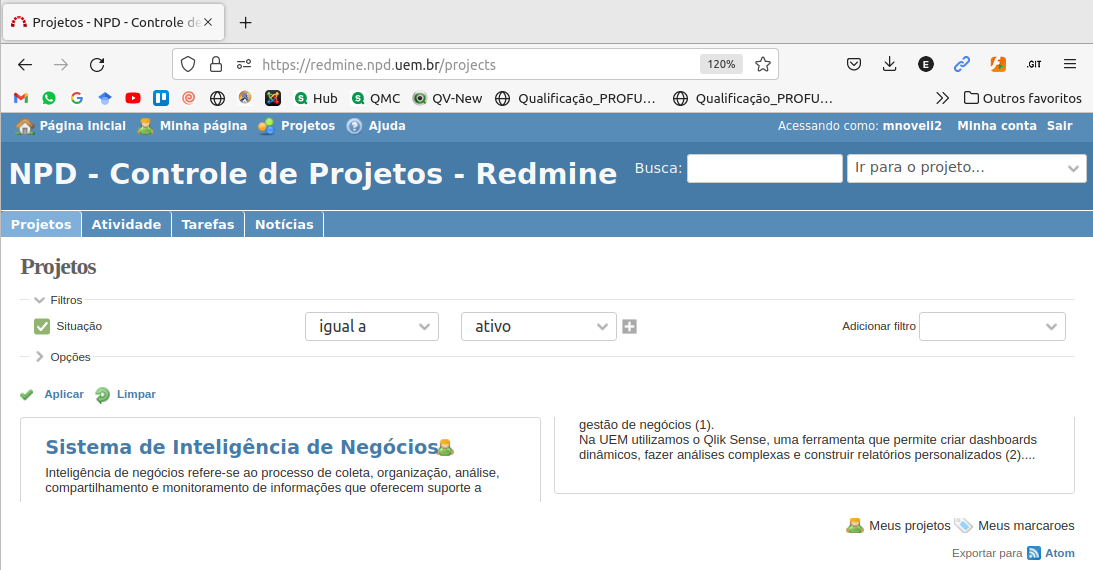 Projetos - NPD - Controle de
https://redmine.npd.uem.br/projects
120%
E
.GIT
Hub
QMC
QV-New
Qualificação_PROFU…
Qualificação_PROFU…
Outros favoritos
Página inicial
Minha página
Projetos
Ajuda
Acessando como: mnoveli2
Minha conta
Sair
NPD - Controle de Projetos - Redmine
Busca:
Ir para o projeto...
Projetos
Atividade
Tarefas
Notícias
Projetos
Filtros
Situação
igual a
ativo
Adicionar filtro
Opções
Aplicar
Limpar
Sistema de Inteligência de Negócios
Inteligência de negócios refere-se ao processo de coleta, organização, análise,
compartilhamento e monitoramento de informações que oferecem suporte a
gestão de negócios (1).
Na UEM utilizamos o Qlik Sense, uma ferramenta que permite criar dashboards
dinâmicos, fazer análises complexas e construir relatórios personalizados (2)....
Meus projetos
Meus marcaroes
Exportar para
Atom